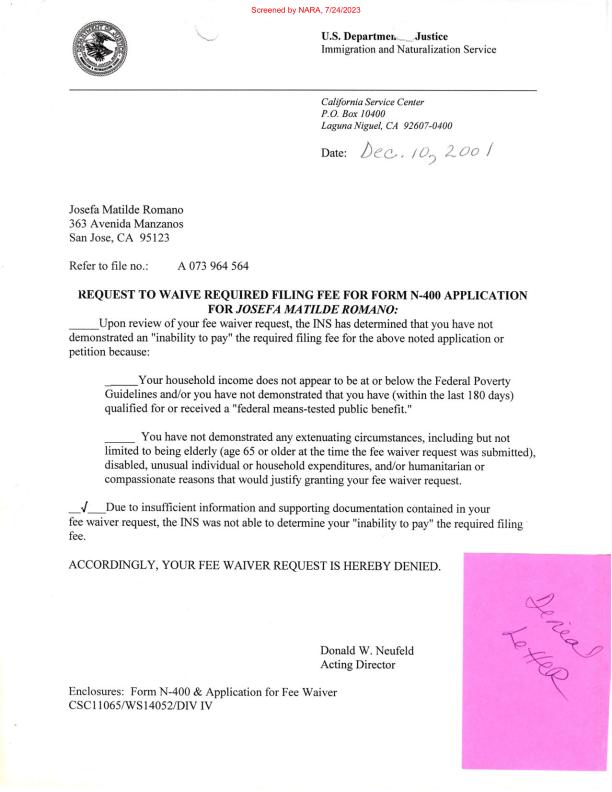 Screened by NARA, 7/24/2023
U.S. Departmen Justice
Immigration and Naturalization Service
California Service Center
P.O. Box 10400
Laguna Niguel, CA 92607-0400
Date: Dec. 10, 2001
Josefa Matilde Romano
363 Avenida Manzanos
San Jose, CA 95123
Refer to file no.: A 073 964 564
REQUEST TO WAIVE REQUIRED FILING FEE FOR FORM N-400 APPLICATION
FOR JOSEFA MATILDE ROMANO:
_____Upon review of your fee waiver request, the INS has determined that you have not
demonstrated an "inability to pay" the required filing fee for the above noted application or
petition because:
_____Your household income does not appear to be at or below the Federal Poverty
Guidelines and/or you have not demonstrated that you have (within the last 180 days)
qualified for or received a "federal means-tested public benefit."
_____ You have not demonstrated any extenuating circumstances, including but not
limited to being elderly (age 65 or older at the time the fee waiver request was submitted),
disabled, unusual individual or household expenditures, and/or humanitarian or
compassionate reasons that would justify granting your fee waiver request.
__√__Due to insufficient information and supporting documentation contained in your
fee waiver request, the INS was not able to determine your "inability to pay" the required filing
fee.
ACCORDINGLY, YOUR FEE WAIVER REQUEST IS HEREBY DENIED.
Denial
Letter
Donald W. Neufeld
Acting Director
Enclosures: Form N-400 & Application for Fee Waiver
CSC11065/WS14052/DIV IV